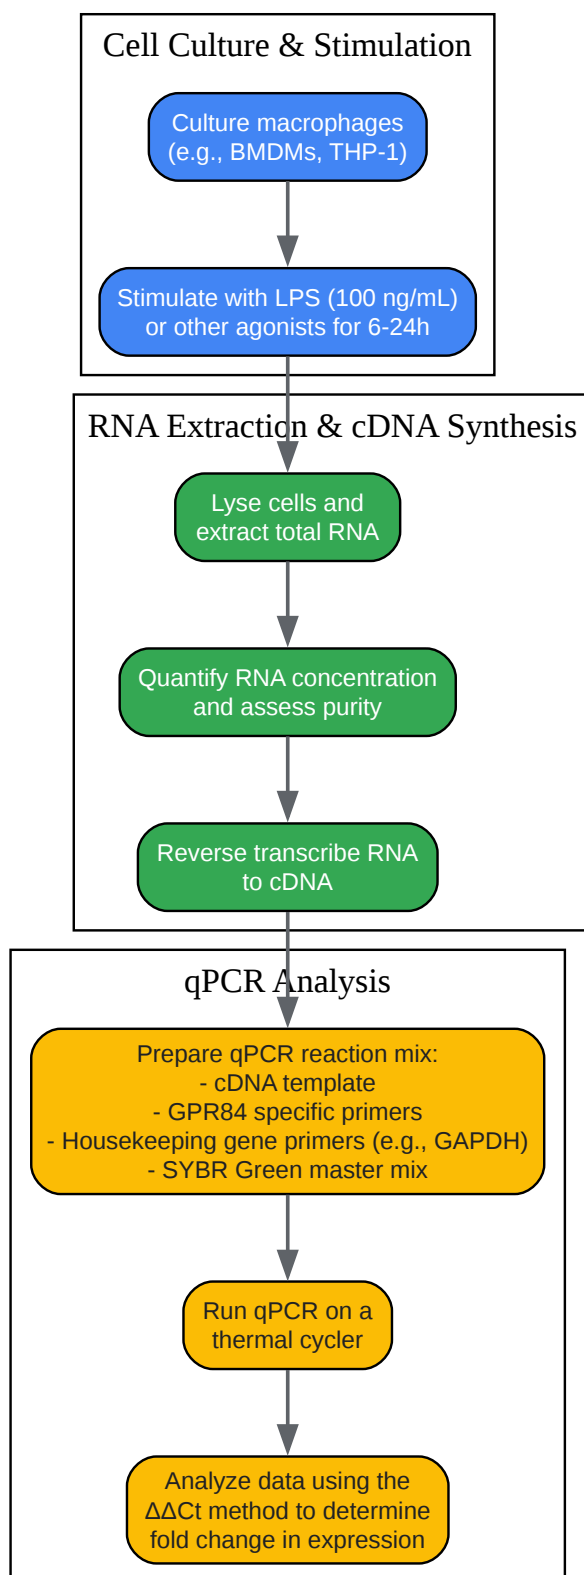 Cell Culture & Stimulation
Culture macrophages
(e.g., BMDMs, THP-1)
Stimulate with LPS (100 ng/mL)
or other agonists for 6-24h
RNA Extraction & cDNA Synthesis
Lyse cells and
extract total RNA
Quantify RNA concentration
and assess purity
Reverse transcribe RNA
to cDNA
qPCR Analysis
Prepare qPCR reaction mix:
- cDNA template
- GPR84 specific primers
- Housekeeping gene primers (e.g., GAPDH)
- SYBR Green master mix
Run qPCR on a
thermal cycler
Analyze data using the
ΔΔCt method to determine
fold change in expression